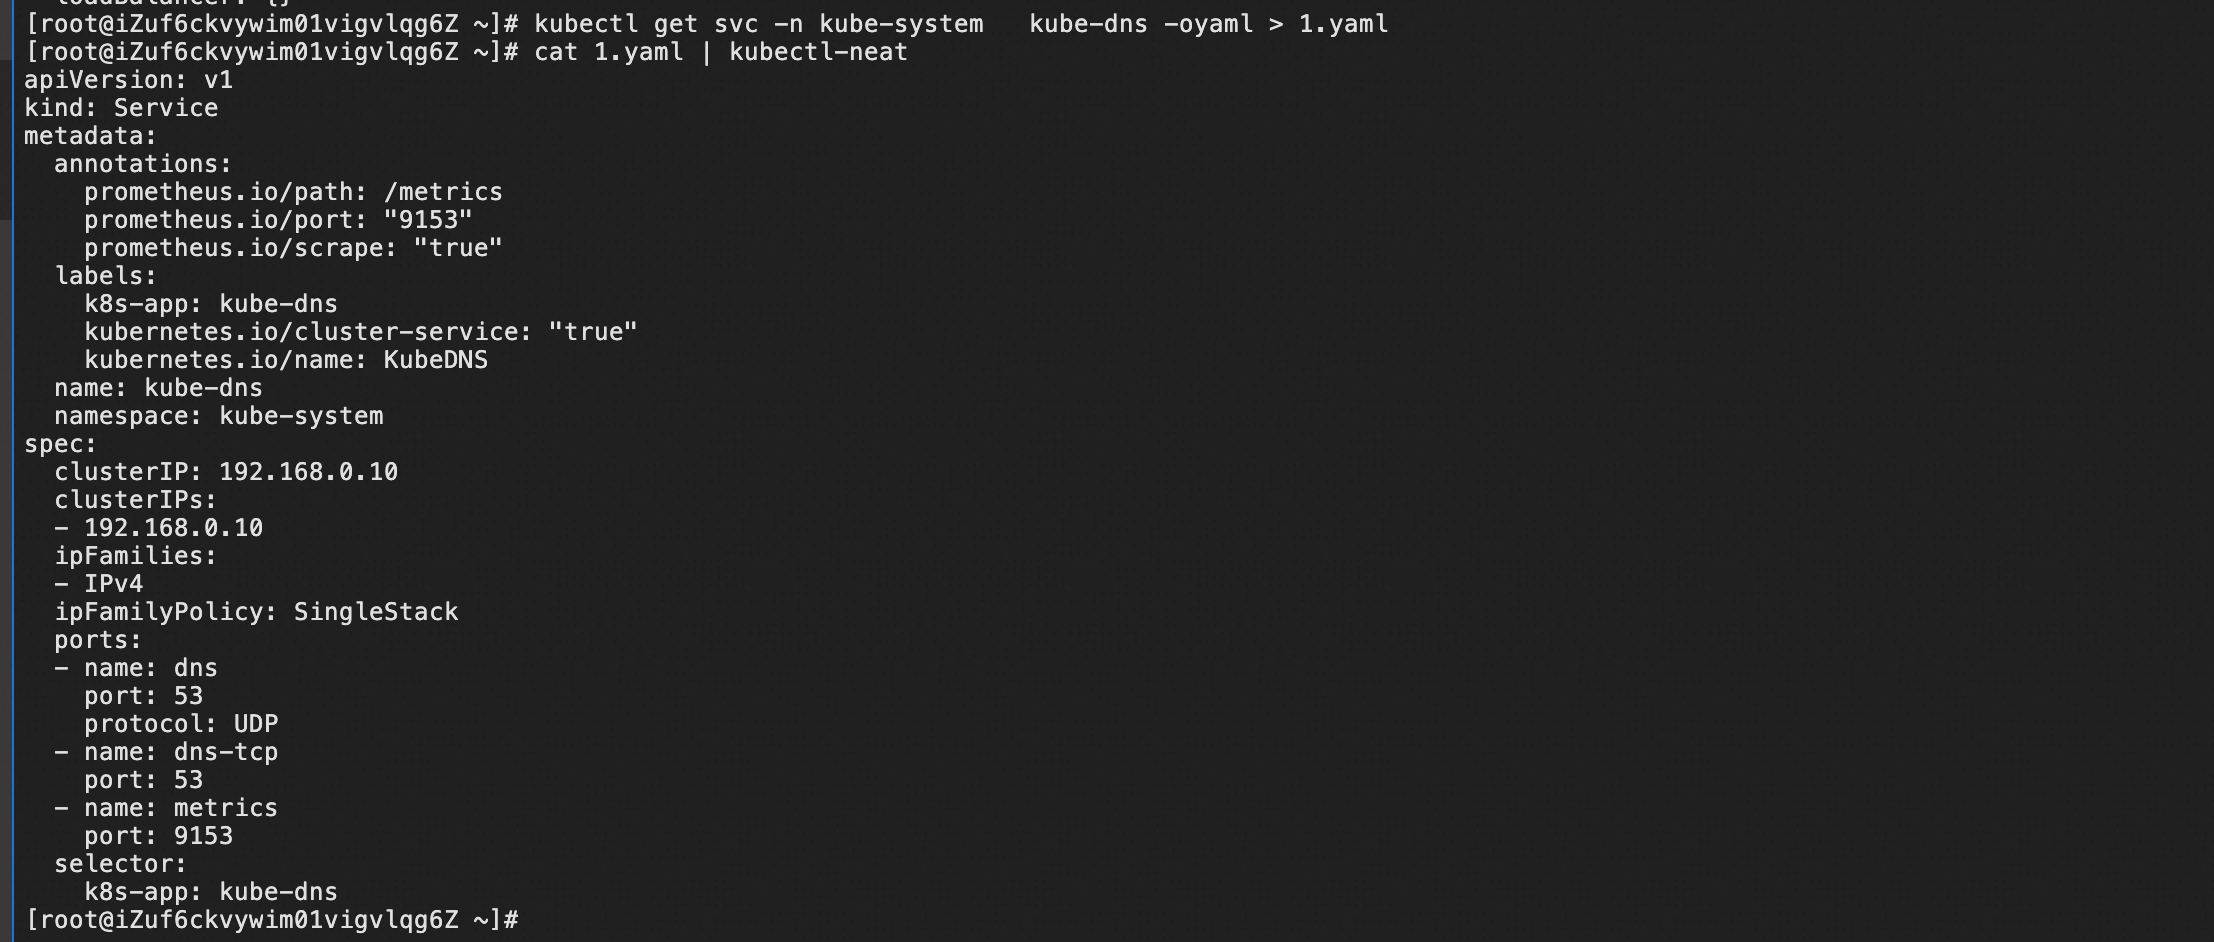 loadBalancer: {}
[root@iZuf6ckvywim01vigvlqg6Z ~]# kubectl get svc -n kube-system   kube-dns -oyaml > 1.yaml
[root@iZuf6ckvywim01vigvlqg6Z ~]# cat 1.yaml | kubectl-neat
apiVersion: v1
kind: Service
metadata:
  annotations:
    prometheus.io/path: /metrics
    prometheus.io/port: "9153"
    prometheus.io/scrape: "true"
  labels:
    k8s-app: kube-dns
    kubernetes.io/cluster-service: "true"
    kubernetes.io/name: KubeDNS
  name: kube-dns
  namespace: kube-system
spec:
  clusterIP: 192.168.0.10
  clusterIPs:
  - 192.168.0.10
  ipFamilies:
  - IPv4
  ipFamilyPolicy: SingleStack
  ports:
  - name: dns
    port: 53
    protocol: UDP
  - name: dns-tcp
    port: 53
  - name: metrics
    port: 9153
  selector:
    k8s-app: kube-dns
[root@iZuf6ckvywim01vigvlqg6Z ~]#